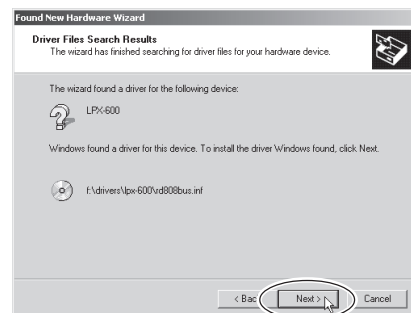 Found New Hardware Wizard
Driver Files Search Results
The wizard has finished searching for driver files for your hardware device.
The wizard found a driver for the following device:
LPX-600
Windows found a driver for this device. To install the driver Windows found, click Next.
f:\drivers\lpx-600\rd808bus.inf
< Bac Next > Cancel